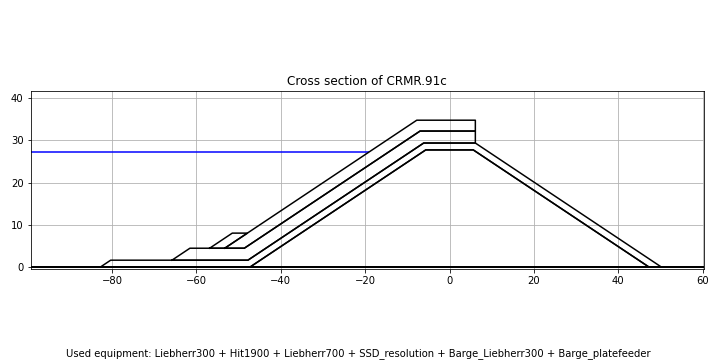 Cross section of CRMR.91c
40
30
20
10
0
−80 −60 −40 −20 0 20 40 60
Used equipment: Liebherr300 + Hit1900 + Liebherr700 + SSD_resolution + Barge_Liebherr300 + Barge_platefeeder